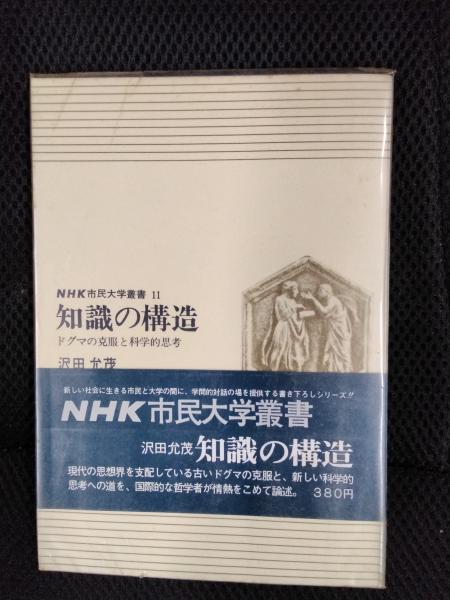 NHK市民大学叢書 11
知識の構造
ドグマの克服と科学的思考
沢田允茂
新しい社会に生きる市民と大学の間に、学問的対話の場を提供する書き下ろしシリーズ!!
NHK市民大学叢書
沢田允茂 知識の構造
現代の思想界を支配している古いドグマの克服と、新しい科学的
思考への道を、国際的な哲学者が情熱をこめて論述。 380円